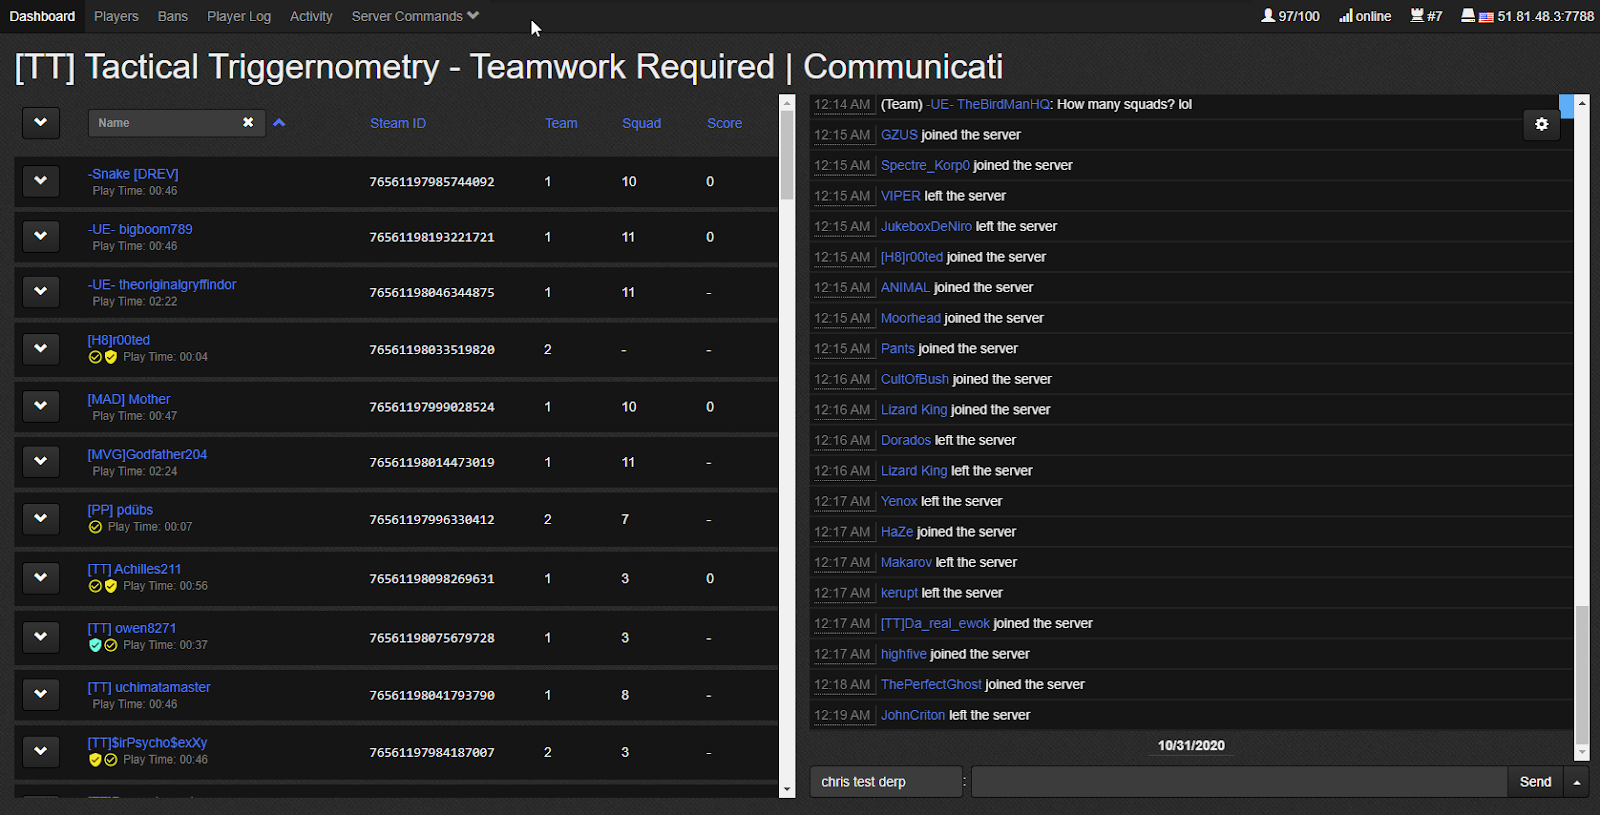 Dashboard Players Bans Player Log Activity Server Commands 97/100 online #7 51.81.48.3:7788
[TT] Tactical Triggernometry - Teamwork Required | Communicati
Name Steam ID Team Squad Score
-Snake [DREV] 76561197985744092 1 10 0
Play Time: 00:46
-UE- bigboom789 76561198193221721 1 11 0
Play Time: 00:46
-UE- theoriginalgryffindor 76561198046344875 1 11 -
Play Time: 02:22
[H8]r00ted 76561198033519820 2 - -
Play Time: 00:04
[MAD] Mother 76561197999028524 1 10 0
Play Time: 00:47
[MVG]Godfather204 76561198014473019 1 11 -
Play Time: 02:24
[PP] pdübs 76561197996330412 2 7 -
Play Time: 00:07
[TT] Achilles211 76561198098269631 1 3 0
Play Time: 00:56
[TT] owen8271 76561198075679728 1 3 -
Play Time: 00:37
[TT] uchimatamaster 76561198041793790 1 8 -
Play Time: 00:46
[TT]$irPsycho$exXy 76561197984187007 2 3 -
Play Time: 00:46
12:14 AM (Team) -UE- TheBirdManHQ: How many squads? lol
12:15 AM GZUS joined the server
12:15 AM Spectre_Korp0 joined the server
12:15 AM VIPER left the server
12:15 AM JukeboxDeNiro left the server
12:15 AM [H8]r00ted joined the server
12:15 AM ANIMAL joined the server
12:15 AM Moorhead joined the server
12:15 AM Pants joined the server
12:16 AM CultOfBush joined the server
12:16 AM Lizard King joined the server
12:16 AM Dorados left the server
12:16 AM Lizard King left the server
12:17 AM Yenox left the server
12:17 AM HaZe joined the server
12:17 AM Makarov left the server
12:17 AM kerupt left the server
12:17 AM [TT]Da_real_ewok joined the server
12:17 AM highfive joined the server
12:18 AM ThePerfectGhost joined the server
12:19 AM JohnCriton left the server
10/31/2020
chris test derp : Send